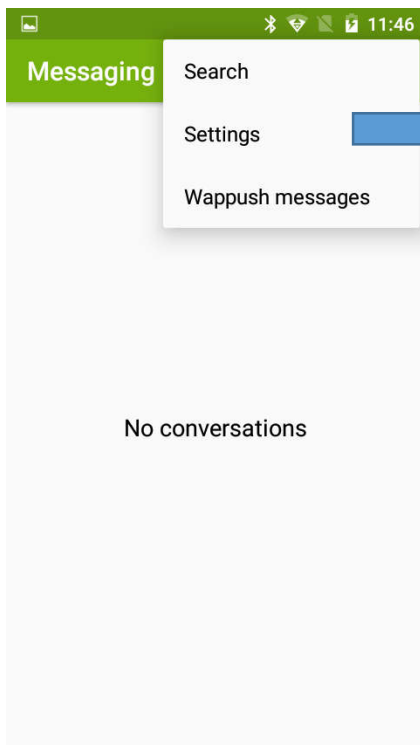 11:46
Messaging
Search
Settings
Wappush messages
No conversations